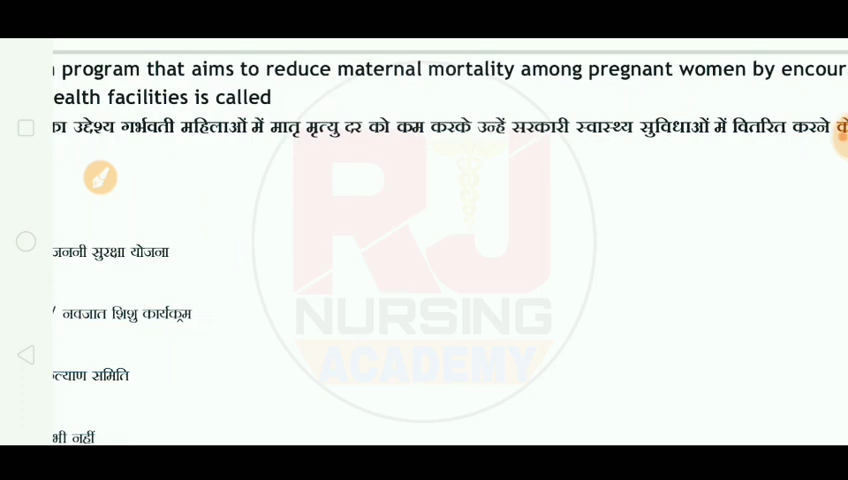 program that aims to reduce maternal mortality among pregnant women by encour
ealth facilities is called
का उद्देश्य गर्भवती महिलाओं में मातृ मृत्यु दर को कम करके उन्हें सरकारी स्वास्थ्य सुविधाओं में वितरित करने
जननी सुरक्षा योजना
/ नवजात शिशु कार्यक्रम
ल्याण समिति
भी नहीं
RJ
NURSING
ACADEMY